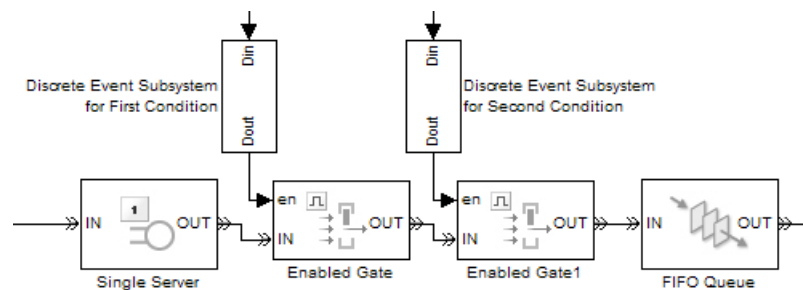 Din
Din
Discrete Event Subsystem
for First Condition
Discrete Event Subsystem
for Second Condition
Dout
Dout
1
IN
OUT
en
IN
OUT
en
IN
OUT
IN
OUT
Single Server
Enabled Gate
Enabled Gate1
FIFO Queue